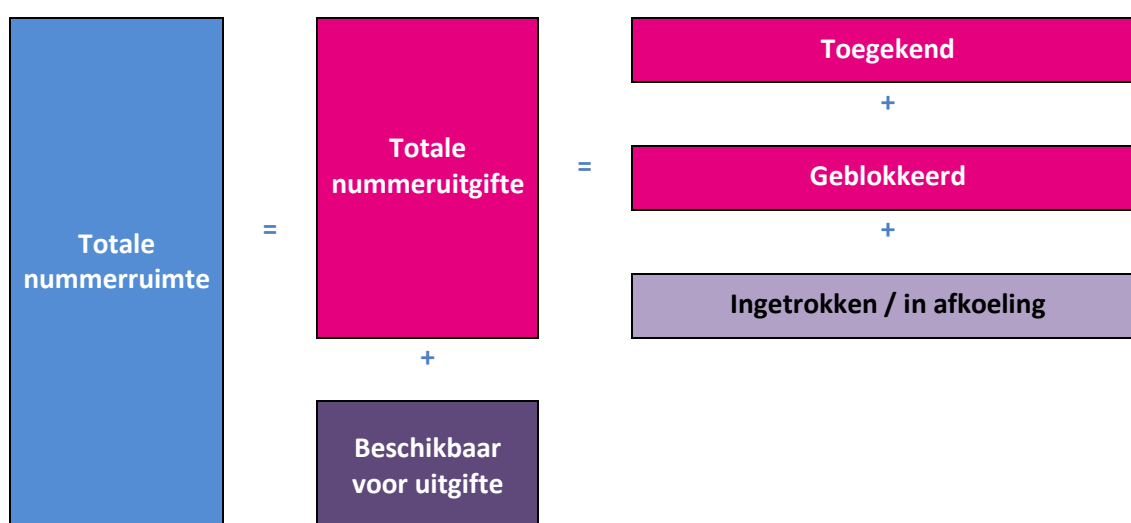 Totale
nummerruimte
=
Totale
nummeruitgifte
+
Beschikbaar
voor uitgifte
=
Toegekend
+
Geblokkeerd
+
Ingetrokken / in afkoeling